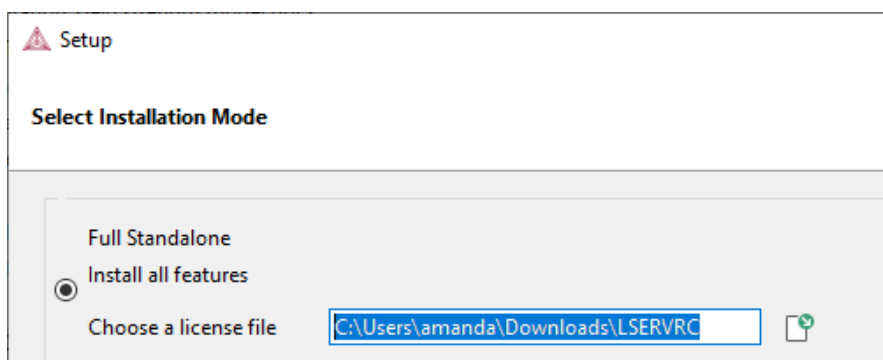 Setup
Select Installation Mode
Full Standalone
Install all features
Choose a license file C:\Users\amanda\Downloads\LSERVRC